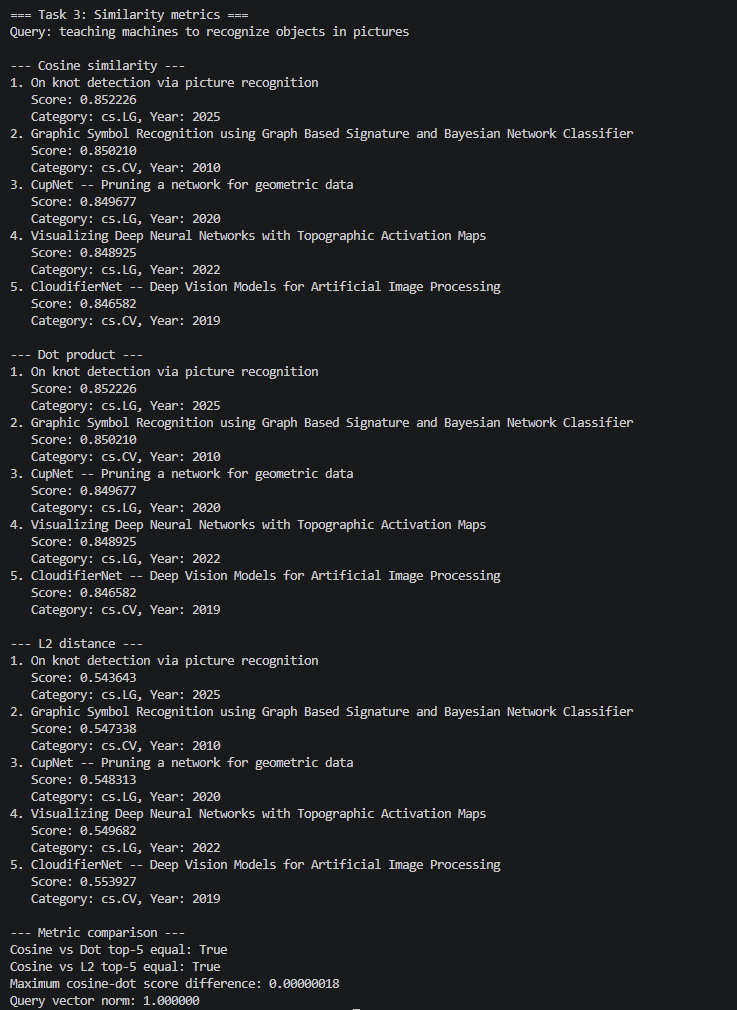 === Task 3: Similarity metrics ===
Query: teaching machines to recognize objects in pictures
--- Cosine similarity ---
1. On knot detection via picture recognition
Score: 0.852226
Category: cs.LG, Year: 2025
2. Graphic Symbol Recognition using Graph Based Signature and Bayesian Network Classifier
Score: 0.850210
Category: cs.CV, Year: 2010
3. CupNet -- Pruning a network for geometric data
Score: 0.849677
Category: cs.LG, Year: 2020
4. Visualizing Deep Neural Networks with Topographic Activation Maps
Score: 0.848925
Category: cs.LG, Year: 2022
5. CloudifierNet -- Deep Vision Models for Artificial Image Processing
Score: 0.846582
Category: cs.CV, Year: 2019
--- Dot product ---
1. On knot detection via picture recognition
Score: 0.852226
Category: cs.LG, Year: 2025
2. Graphic Symbol Recognition using Graph Based Signature and Bayesian Network Classifier
Score: 0.850210
Category: cs.CV, Year: 2010
3. CupNet -- Pruning a network for geometric data
Score: 0.849677
Category: cs.LG, Year: 2020
4. Visualizing Deep Neural Networks with Topographic Activation Maps
Score: 0.848925
Category: cs.LG, Year: 2022
5. CloudifierNet -- Deep Vision Models for Artificial Image Processing
Score: 0.846582
Category: cs.CV, Year: 2019
--- L2 distance ---
1. On knot detection via picture recognition
Score: 0.543643
Category: cs.LG, Year: 2025
2. Graphic Symbol Recognition using Graph Based Signature and Bayesian Network Classifier
Score: 0.547338
Category: cs.CV, Year: 2010
3. CupNet -- Pruning a network for geometric data
Score: 0.548313
Category: cs.LG, Year: 2020
4. Visualizing Deep Neural Networks with Topographic Activation Maps
Score: 0.549682
Category: cs.LG, Year: 2022
5. CloudifierNet -- Deep Vision Models for Artificial Image Processing
Score: 0.553927
Category: cs.CV, Year: 2019
--- Metric comparison ---
Cosine vs Dot top-5 equal: True
Cosine vs L2 top-5 equal: True
Maximum cosine-dot score difference: 0.00000018
Query vector norm: 1.000000